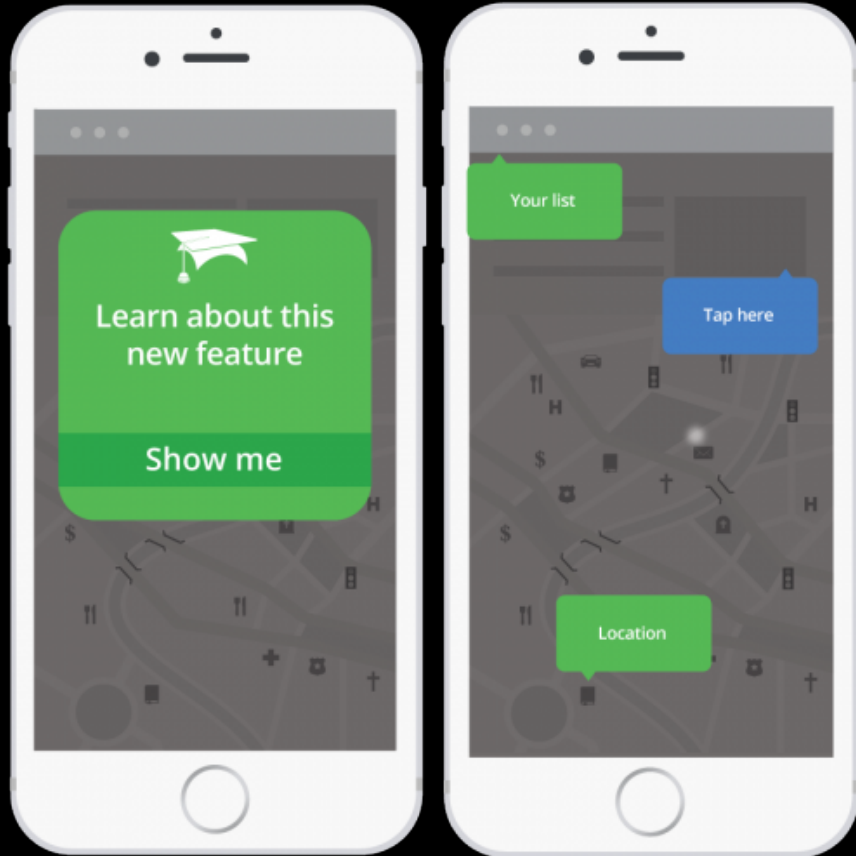 Learn about this
new feature
Show me
Your list
Tap here
Location
H
$
H
$
H
$
H